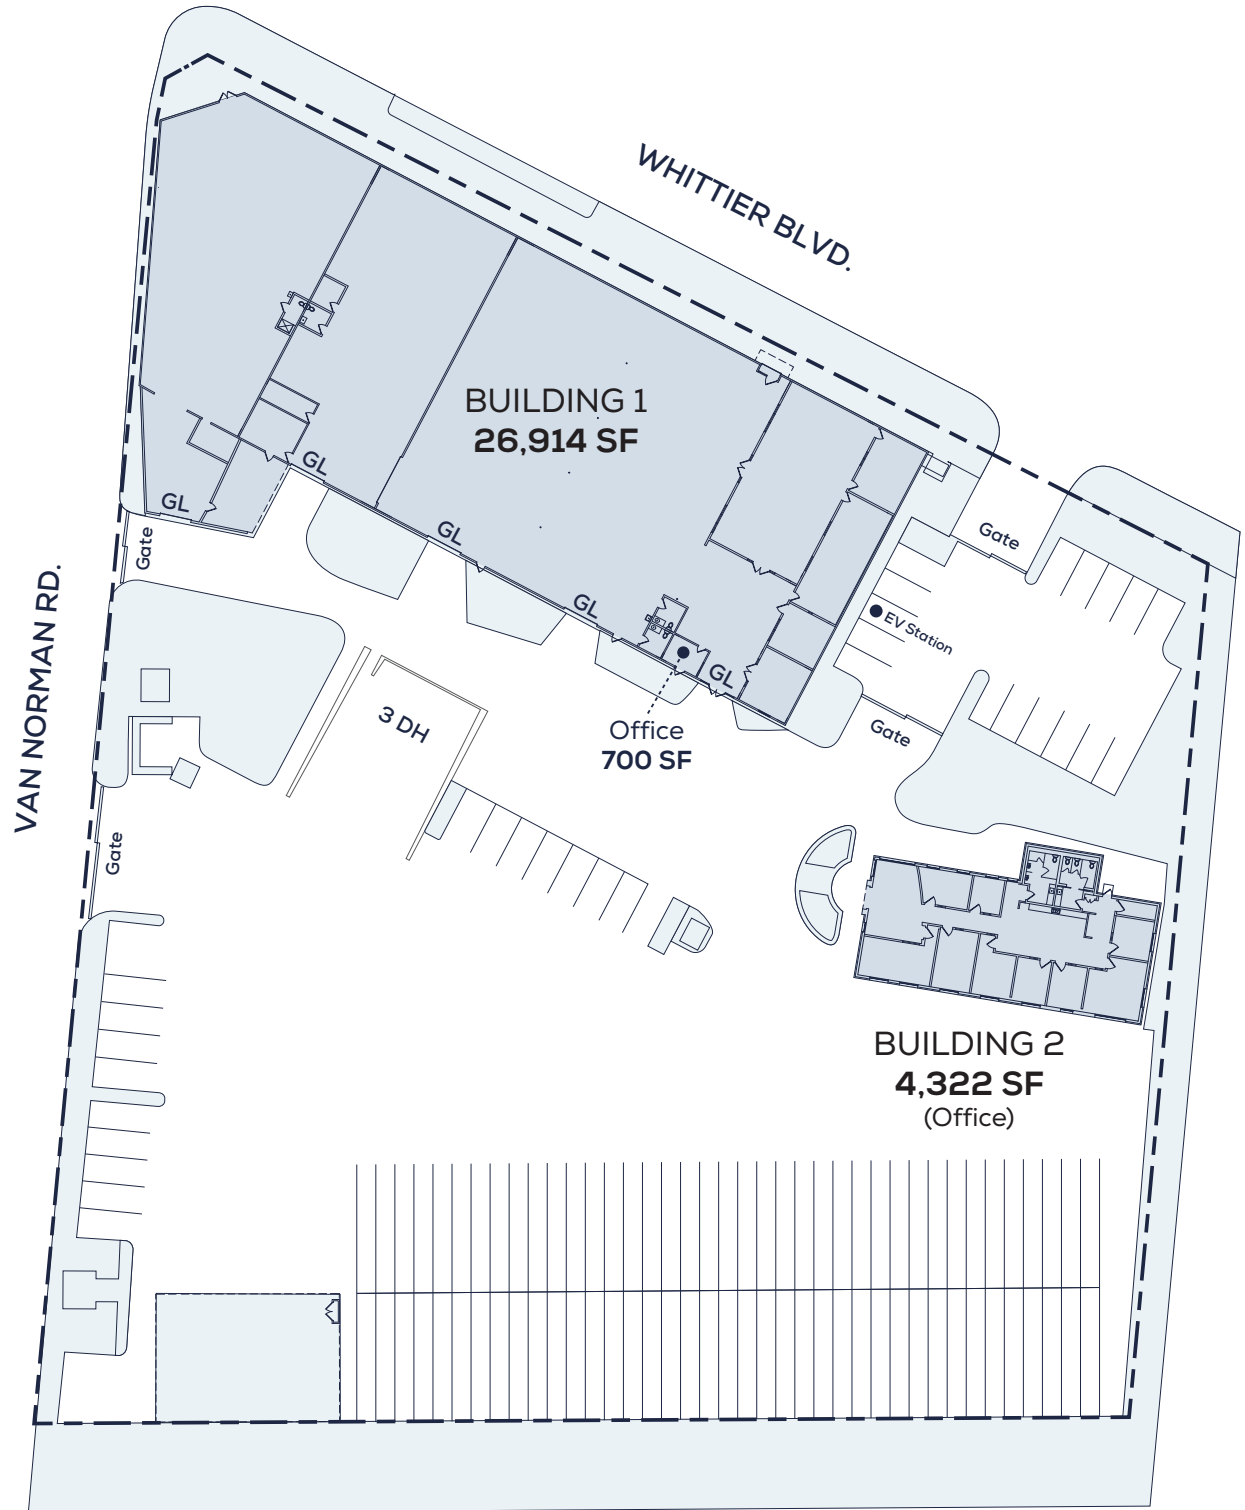 WHITTIER BLVD.
BUILDING 1
26,914 SF
GL
GL
GL
GL
GL
Gate
Gate
EV Station
VAN NORMAN RD.
3 DH
Office
700 SF
Gate
Gate
BUILDING 2
4,322 SF
(Office)